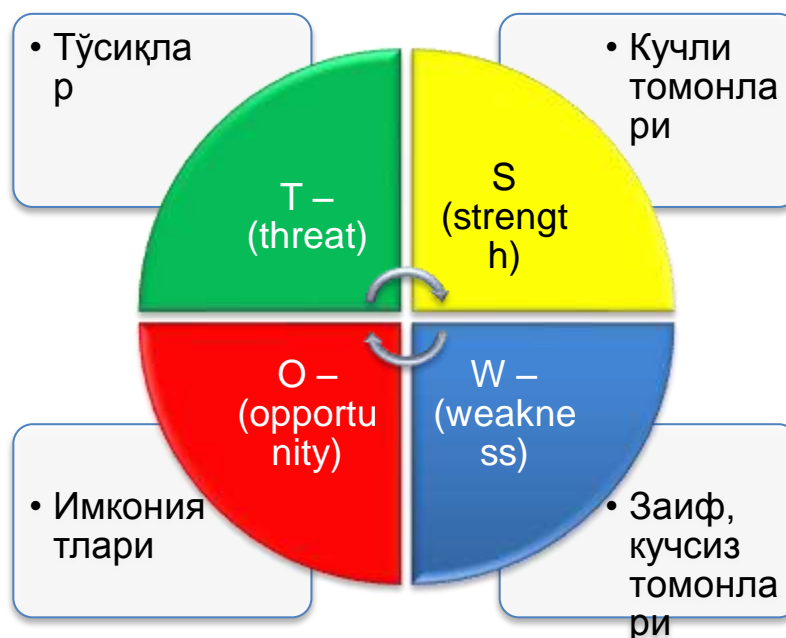 • Тўсиқла
р
• Кучли
томонла
ри
T –
(threat)
S
(strengt
h)
O –
(opportu
nity)
W –
(weakne
ss)
• Имкония
тлари
• Заиф,
кучсиз
томонла
ри